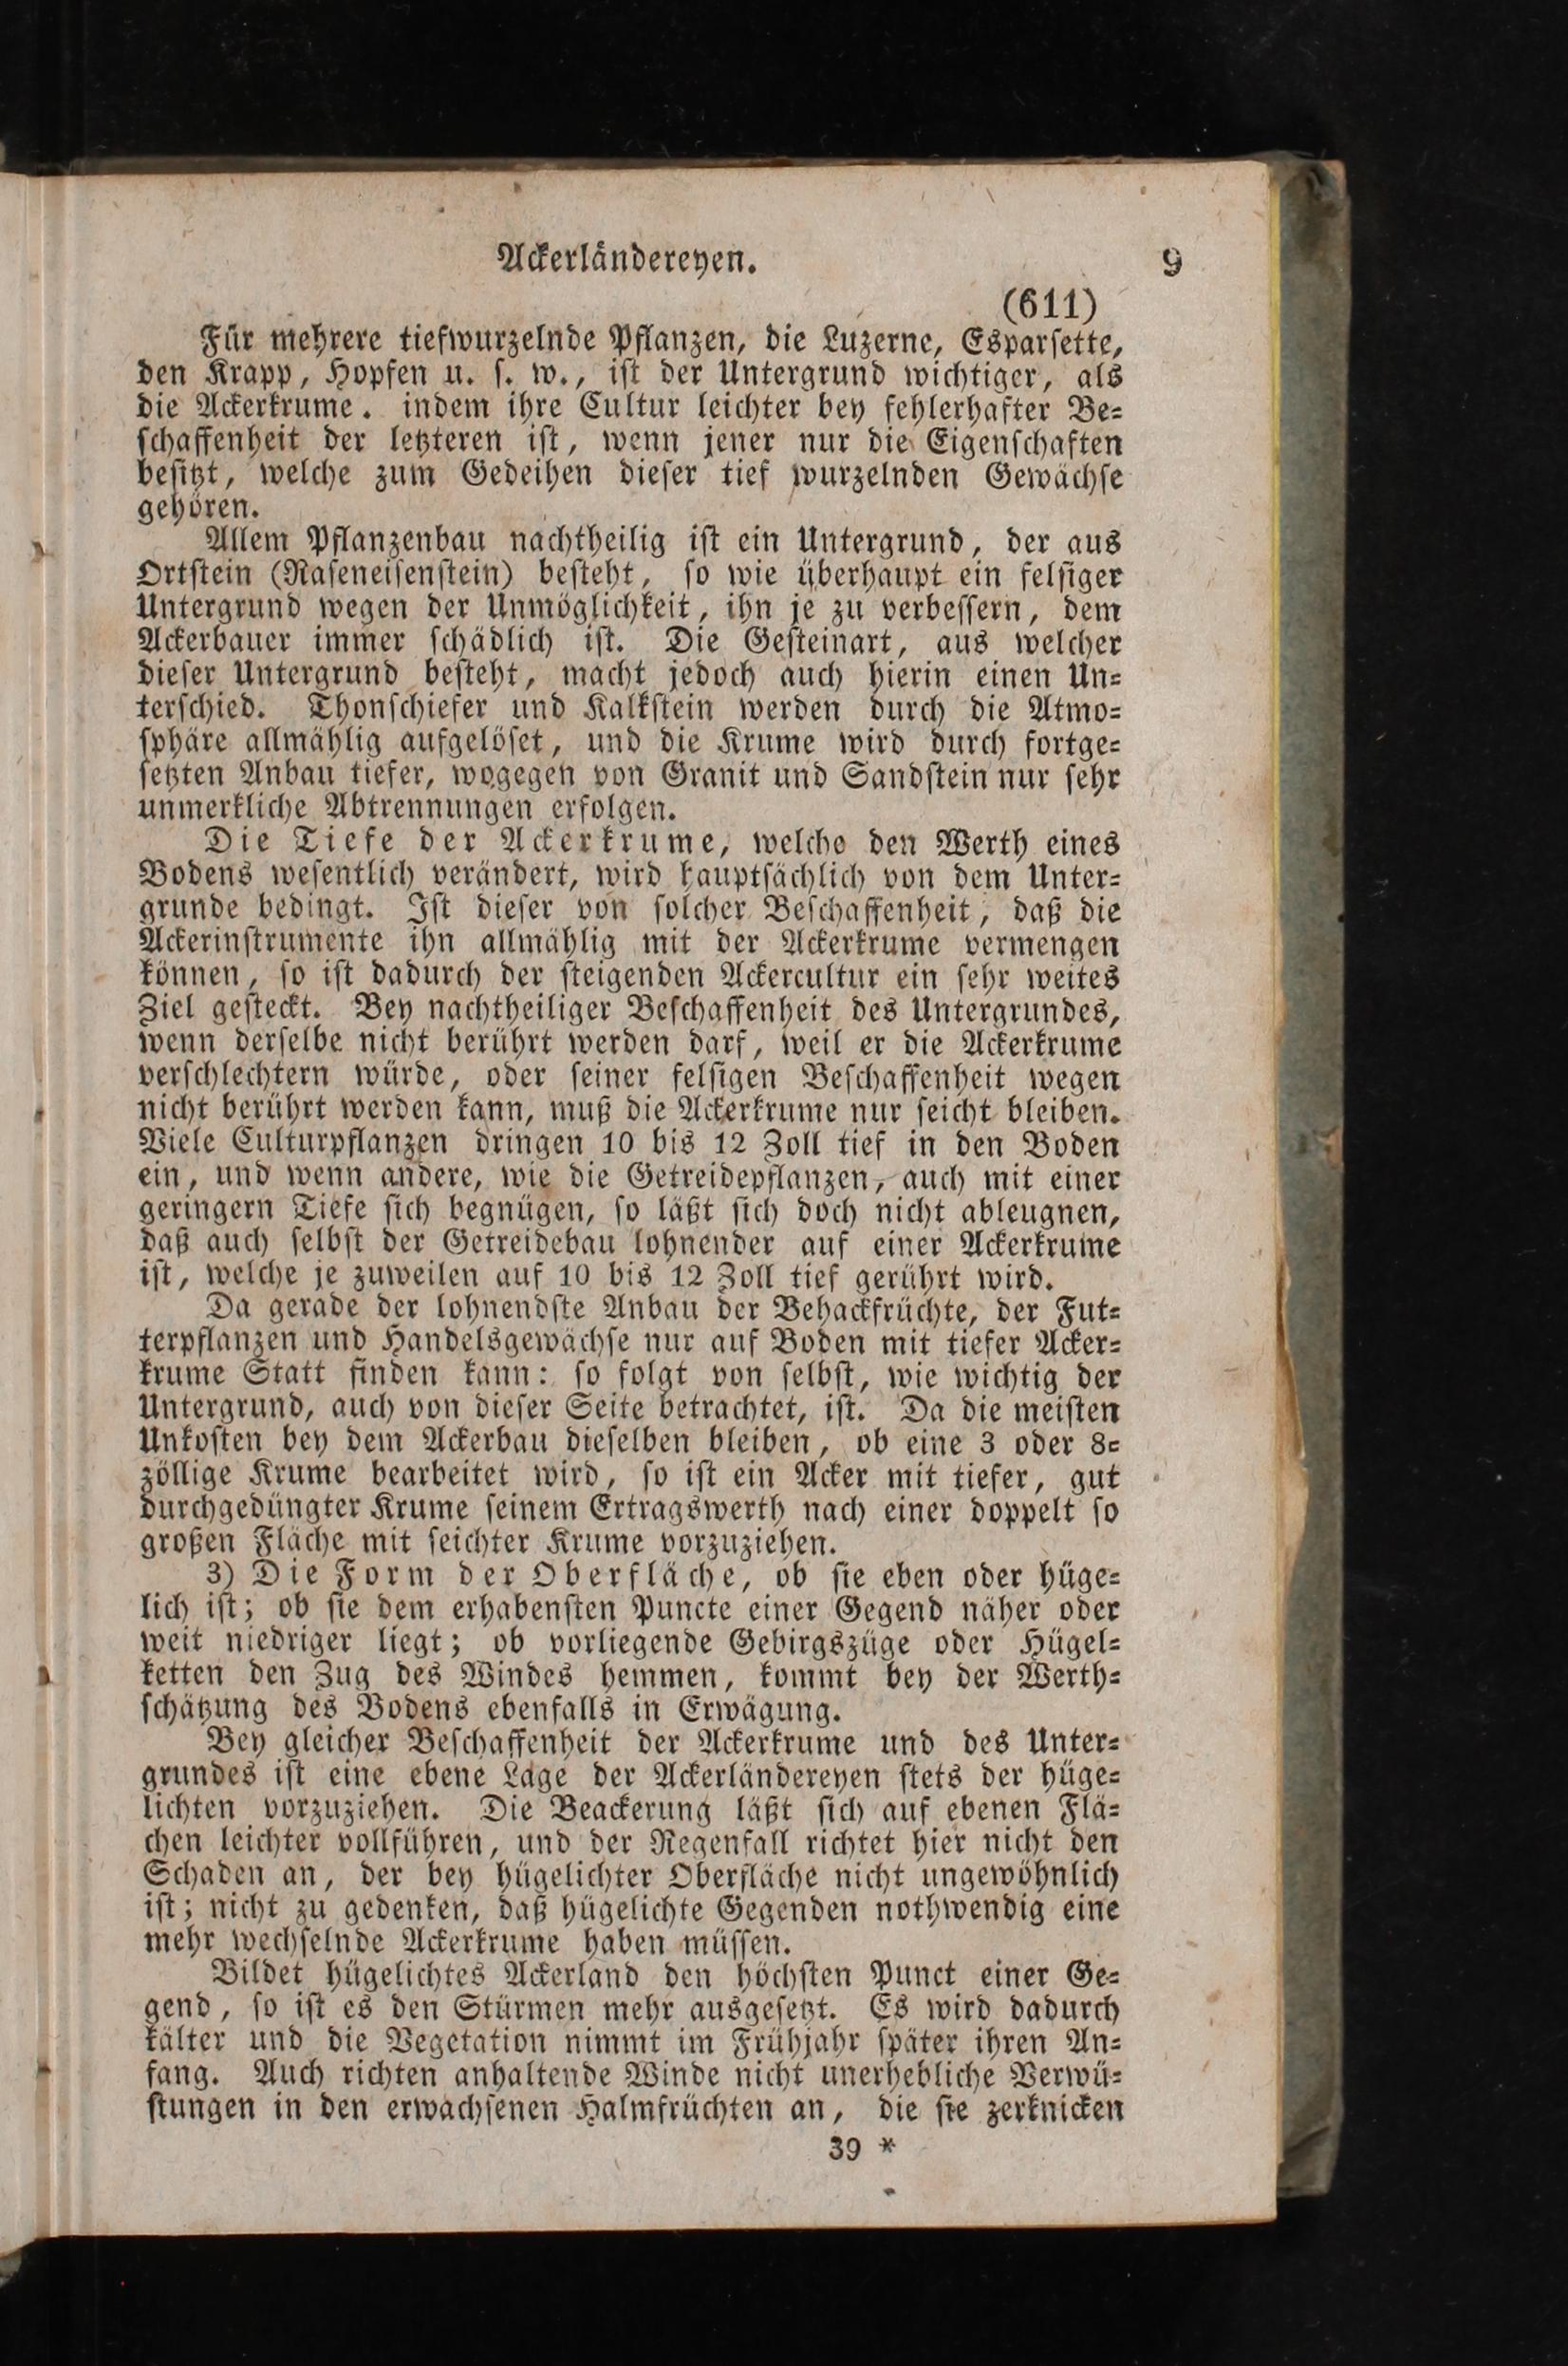 Ackerländereyen. 9
(611)
Für mehrere tiefwurzelnde Pflanzen, die Luzerne, Esparsette,
den Krapp, Hopfen u. s. w., ist der Untergrund wichtiger, als
die Ackerkrume. indem ihre Cultur leichter bey fehlerhafter Be=
schaffenheit der letzteren ist, wenn jener nur die Eigenschaften
besitzt, welche zum Gedeihen dieser tief wurzelnden Gewächse
gehören.
Allem Pflanzenbau nachtheilig ist ein Untergrund, der aus
Ortstein (Raseneisenstein) besteht, so wie überhaupt ein felsiger
Untergrund wegen der Unmöglichkeit, ihn je zu verbessern, dem
Ackerbauer immer schädlich ist. Die Gesteinart, aus welcher
dieser Untergrund besteht, macht jedoch auch hierin einen Un=
terschied. Thonschiefer und Kalkstein werden durch die Atmo=
sphäre allmählig aufgelöset, und die Krume wird durch fortge=
setzten Anbau tiefer, wogegen von Granit und Sandstein nur sehr
unmerkliche Abtrennungen erfolgen.
Die Tiefe der Ackerkrume, welche den Werth eines
Bodens wesentlich verändert, wird hauptsächlich von dem Unter=
grunde bedingt. Ist dieser von solcher Beschaffenheit, daß die
Ackerinstrumente ihn allmählig mit der Ackerkrume vermengen
können, so ist dadurch der steigenden Ackercultur ein sehr weites
Ziel gesteckt. Bey nachtheiliger Beschaffenheit des Untergrundes,
wenn derselbe nicht berührt werden darf, weil er die Ackerkrume
verschlechtern würde, oder seiner felsigen Beschaffenheit wegen
nicht berührt werden kann, muß die Ackerkrume nur seicht bleiben.
Viele Culturpflanzen dringen 10 bis 12 Zoll tief in den Boden
ein, und wenn andere, wie die Getreidepflanzen, auch mit einer
geringern Tiefe sich begnügen, so läßt sich doch nicht ableugnen,
daß auch selbst der Getreidebau lohnender auf einer Ackerkrume
ist, welche je zuweilen auf 10 bis 12 Zoll tief gerührt wird.
Da gerade der lohnendste Anbau der Behackfrüchte, der Fut=
terpflanzen und Handelsgewächse nur auf Boden mit tiefer Acker=
krume Statt finden kann: so folgt von selbst, wie wichtig der
Untergrund, auch von dieser Seite betrachtet, ist. Da die meisten
Unkosten bey dem Ackerbau dieselben bleiben, ob eine 3 oder 8=
zöllige Krume bearbeitet wird, so ist ein Acker mit tiefer, gut
durchgedüngter Krume seinem Ertragswerth nach einer doppelt so
großen Fläche mit seichter Krume vorzuziehen.
3) Die Form der Oberfläche, ob sie eben oder hüge=
lich ist; ob sie dem erhabensten Puncte einer Gegend näher oder
weit niedriger liegt; ob vorliegende Gebirgszüge oder Hügel=
ketten den Zug des Windes hemmen, kommt bey der Werth=
schätzung des Bodens ebenfalls in Erwägung.
Bey gleicher Beschaffenheit der Ackerkrume und des Unter=
grundes ist eine ebene Lage der Ackerländereyen stets der hüge=
lichten vorzuziehen. Die Beackerung läßt sich auf ebenen Flä=
chen leichter vollführen, und der Regenfall richtet hier nicht den
Schaden an, der bey hügelichter Oberfläche nicht ungewöhnlich
ist; nicht zu gedenken, daß hügelichte Gegenden nothwendig eine
mehr wechselnde Ackerkrume haben müssen.
Bildet hügelichtes Ackerland den höchsten Punct einer Ge=
gend, so ist es den Stürmen mehr ausgesetzt. Es wird dadurch
kälter und die Vegetation nimmt im Frühjahr später ihren An=
fang. Auch richten anhaltende Winde nicht unerhebliche Verwü=
stungen in den erwachsenen Halmfrüchten an, die sie zerknicken
39 *